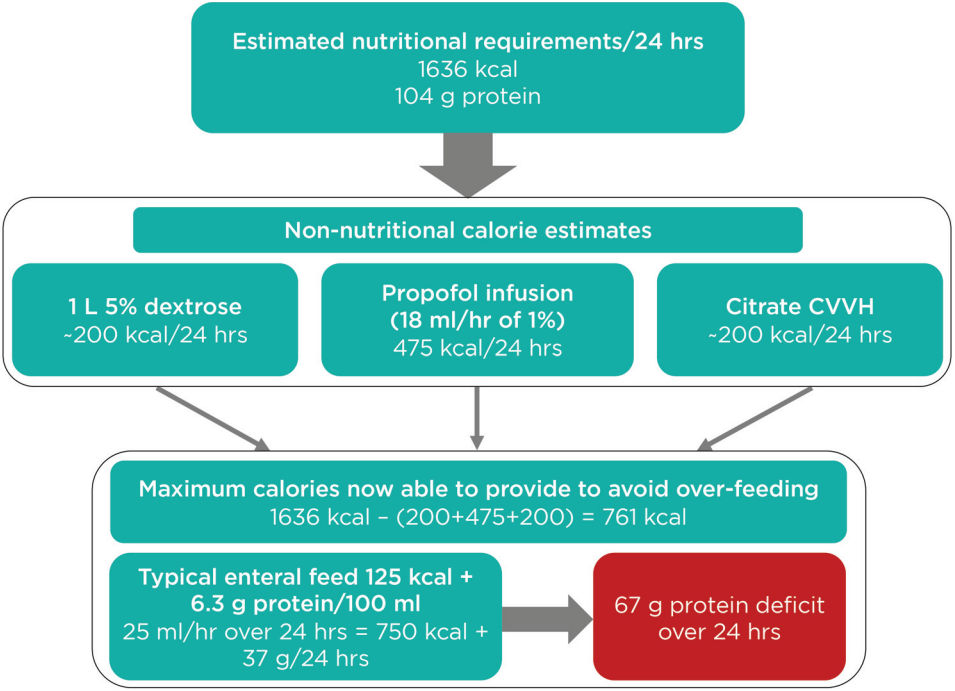 Estimated nutritional requirements/24 hrs
1636 kcal
104 g protein
Non-nutritional calorie estimates
1 L 5% dextrose
~200 kcal/24 hrs
Propofol infusion
(18 ml/hr of 1%)
475 kcal/24 hrs
Citrate CVVH
~200 kcal/24 hrs
Maximum calories now able to provide to avoid over-feeding
1636 kcal – (200+475+200) = 761 kcal
Typical enteral feed 125 kcal +
6.3 g protein/100 ml
25 ml/hr over 24 hrs = 750 kcal +
37 g/24 hrs
67 g protein deficit
over 24 hrs